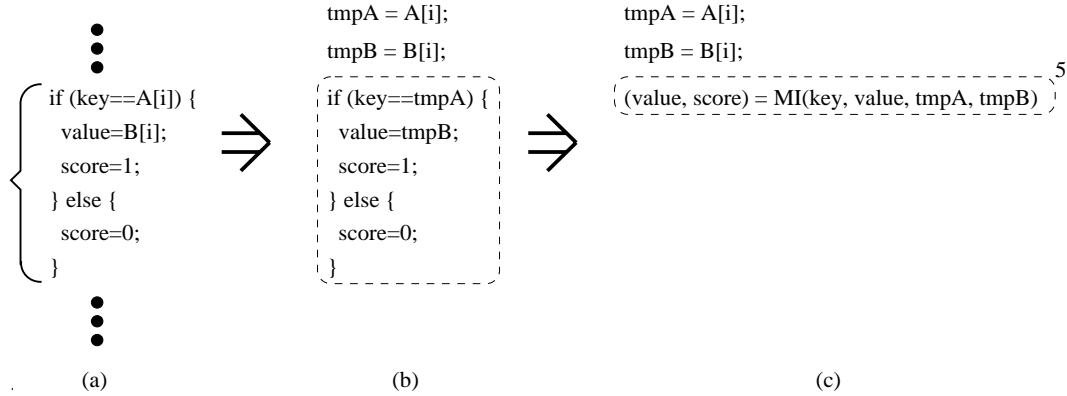 if (key==A[i]) {
value=B[i];
score=1;
} else {
score=0;
}
(a)
tmpA = A[i];
tmpB = B[i];
if (key==tmpA) {
value=tmpB;
score=1;
} else {
score=0;
}
(b)
tmpA = A[i];
tmpB = B[i];
5
(value, score) = MI(key, value, tmpA, tmpB)
(c)